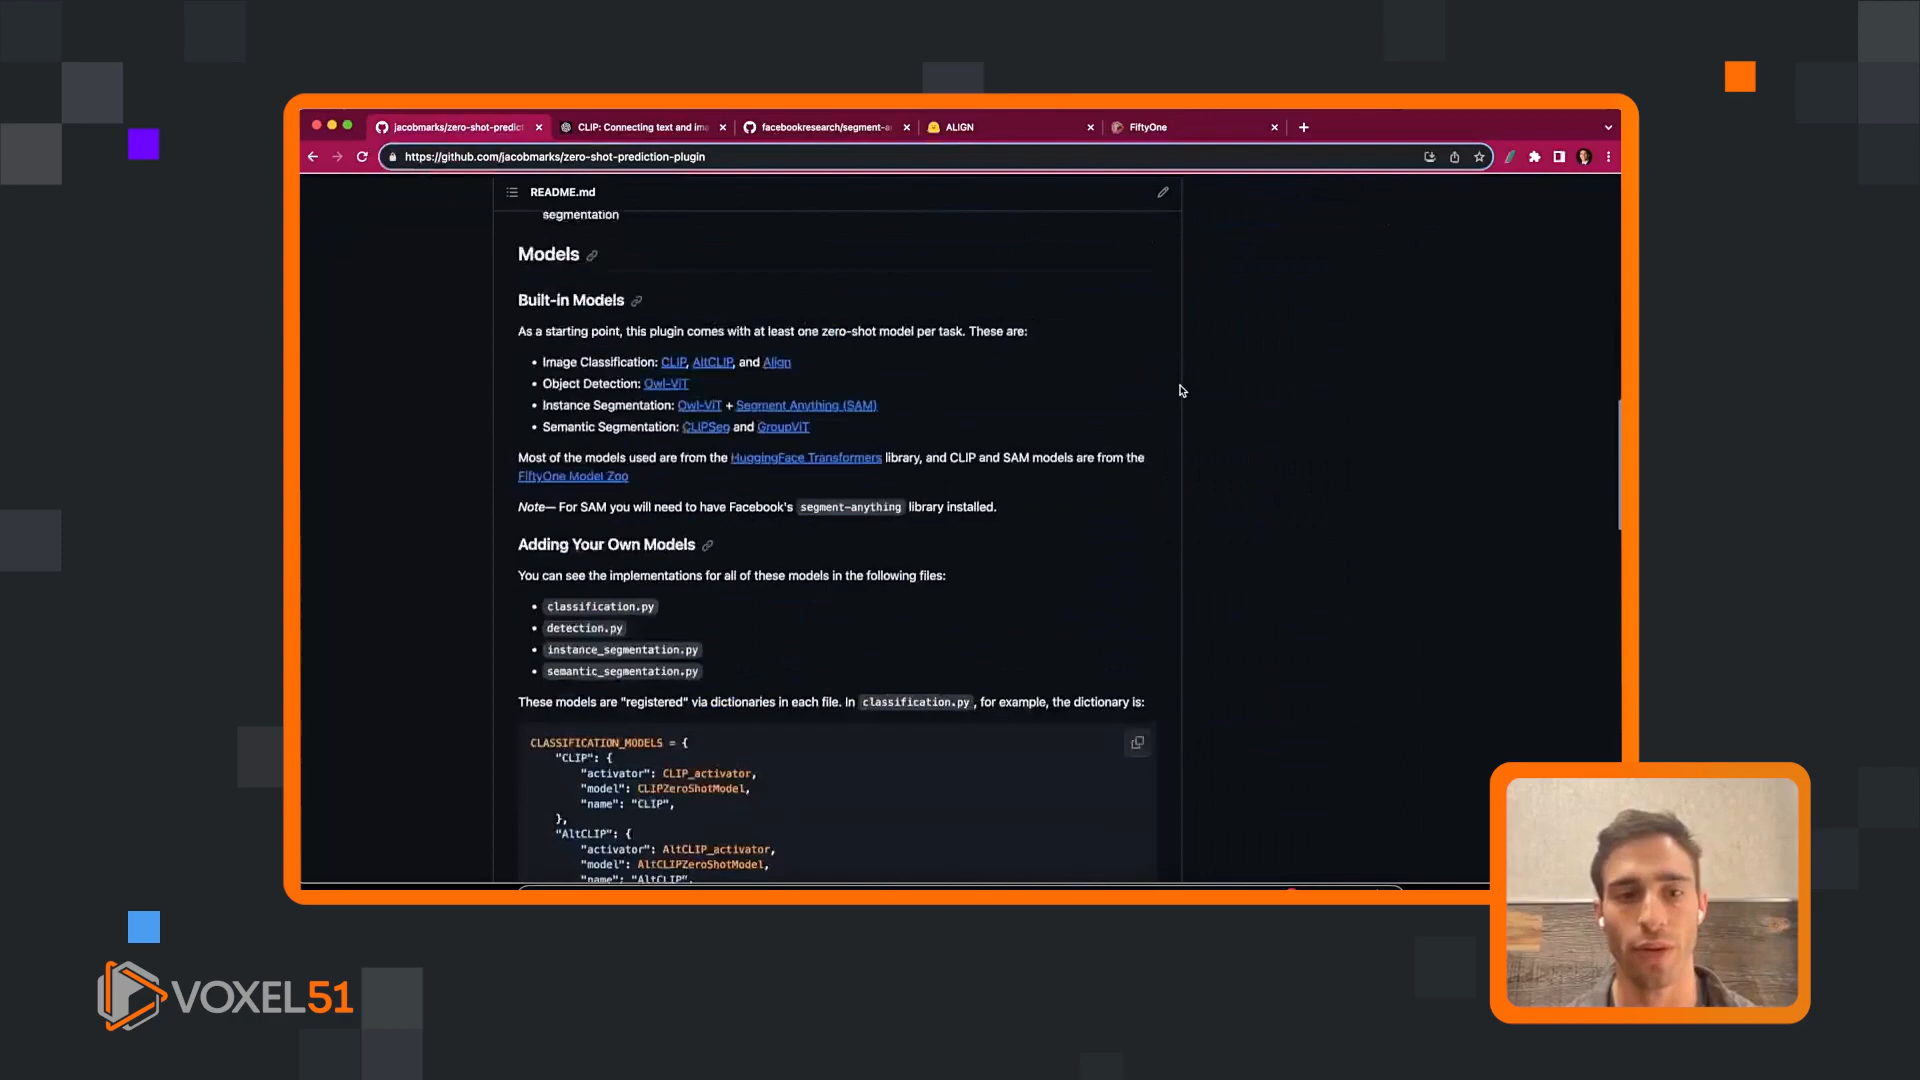 jacobmarks/zero-shot-predict
CLIP: Connecting text and ima
facebookresearch/segment-a
ALIGN
FiftyOne
https://github.com/jacobmarks/zero-shot-prediction-plugin
README.md
segmentation
Models
Built-in Models
As a starting point, this plugin comes with at least one zero-shot model per task. These are:
• Image Classification: CLIP, AltCLIP, and Align
• Object Detection: Owl-ViT
• Instance Segmentation: Owl-ViT + Segment Anything (SAM)
• Semantic Segmentation: CLIPSeg and GroupViT
Most of the models used are from the HuggingFace Transformers library, and CLIP and SAM models are from the
FiftyOne Model Zoo
Note— For SAM you will need to have Facebook's segment-anything library installed.
Adding Your Own Models
You can see the implementations for all of these models in the following files:
• classification.py
• detection.py
• instance_segmentation.py
• semantic_segmentation.py
These models are "registered" via dictionaries in each file. In classification.py, for example, the dictionary is:
CLASSIFICATION_MODELS = {
"CLIP": {
"activator": CLIP_activator,
"model": CLIPZeroShotModel,
"name": "CLIP",
},
"AltCLIP": {
"activator": AltCLIP_activator,
"model": AltCLIPZeroShotModel,
"name": "AltCLIP",
VOXEL51